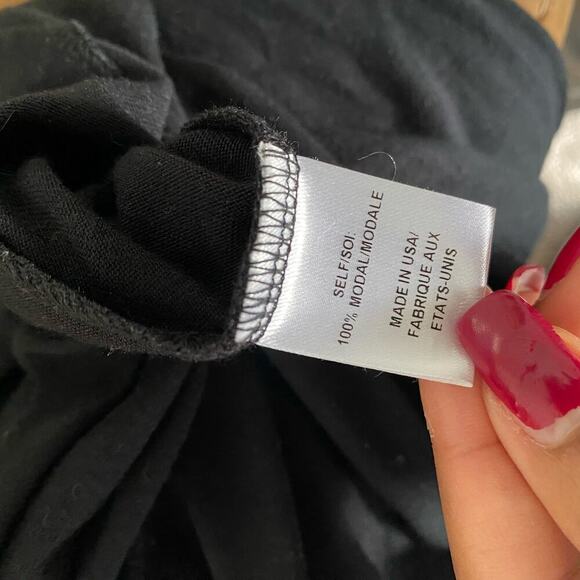 SELF/SOI:
100% MODAL/MODALE
MADE IN USA/
FABRIQUE AUX
ETATS-UNIS